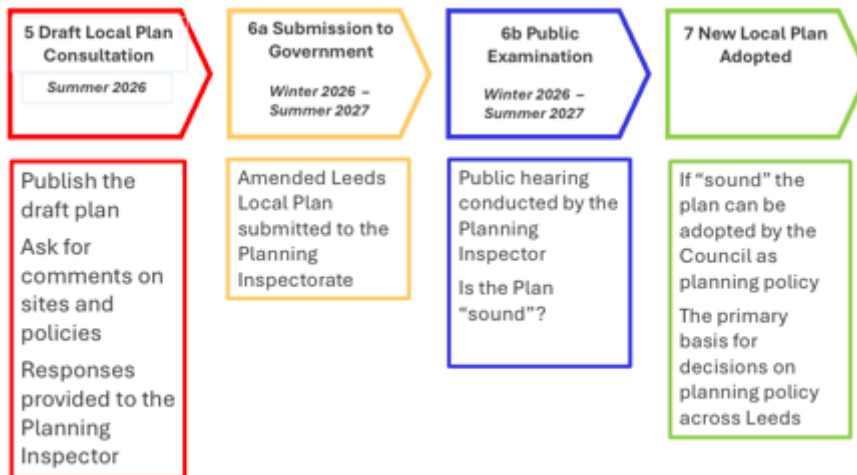 5 Draft Local Plan
Consultation
Summer 2026
6a Submission to
Government
Winter 2026 –
Summer 2027
6b Public
Examination
Winter 2026 –
Summer 2027
7 New Local Plan
Adopted
Publish the
draft plan
Ask for
comments on
sites and
policies
Responses
provided to the
Planning
Inspector
Amended Leeds
Local Plan
submitted to the
Planning
Inspectorate
Public hearing
conducted by the
Planning
Inspector
Is the Plan
“sound”?
If “sound” the
plan can be
adopted by the
Council as
planning policy
The primary
basis for
decisions on
planning policy
across Leeds